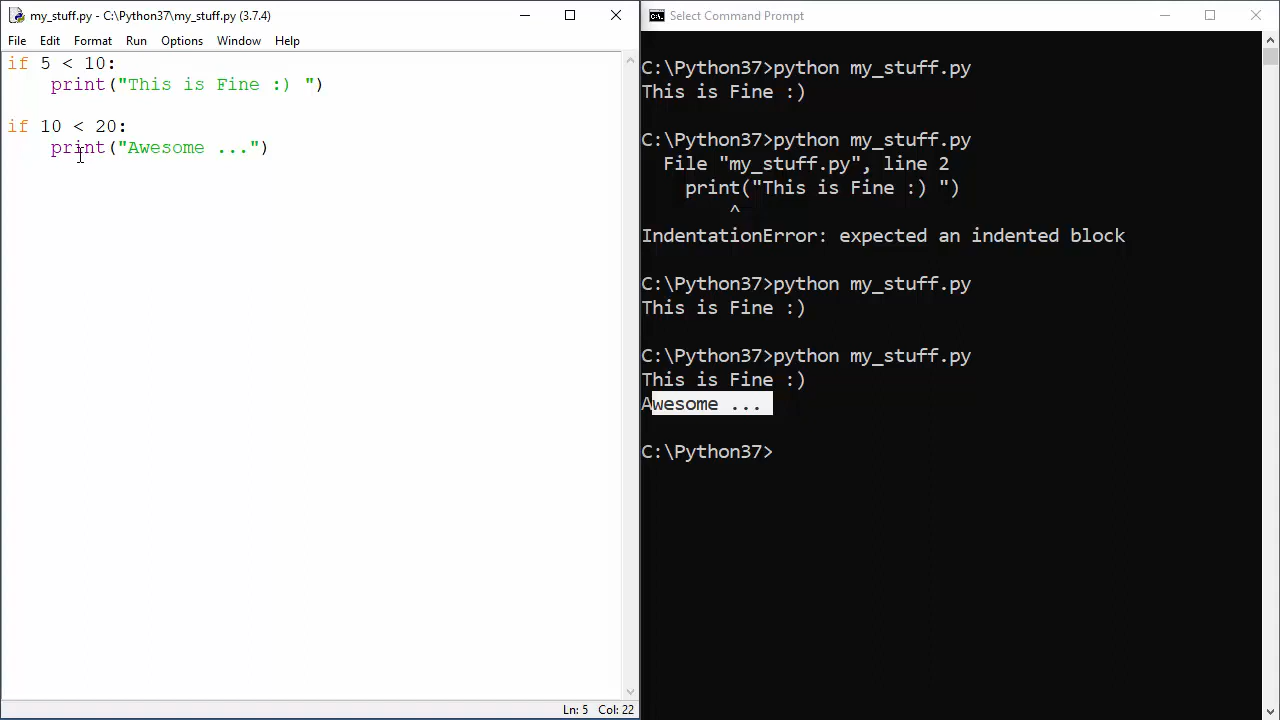 my_stuff.py - C:\Python37\my_stuff.py (3.7.4)
File Edit Format Run Options Window Help
if 5 < 10:
    print("This is Fine :) ")
if 10 < 20:
    print("Awesome ...")
Ln: 5 Col: 22
Select Command Prompt
C:\Python37>python my_stuff.py
This is Fine :)
C:\Python37>python my_stuff.py
  File "my_stuff.py", line 2
    print("This is Fine :) ")
        ^
IndentationError: expected an indented block
C:\Python37>python my_stuff.py
This is Fine :)
C:\Python37>python my_stuff.py
This is Fine :)
Awesome ...
C:\Python37>